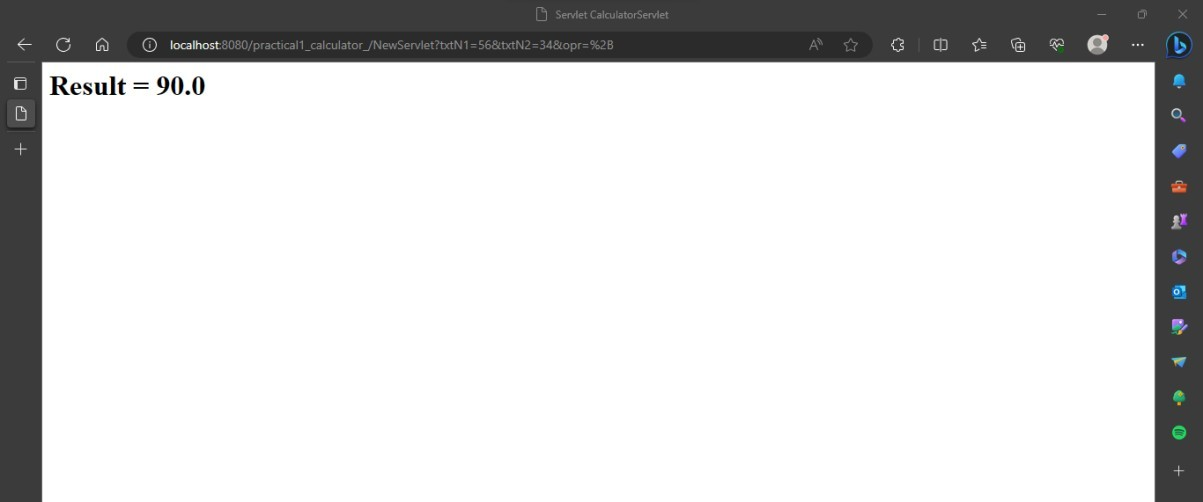 Servlet CalculatorServlet
localhost:8080/practical1_calculator_/NewServlet?txtN1=56&txtN2=34&opr=%2B
Result = 90.0